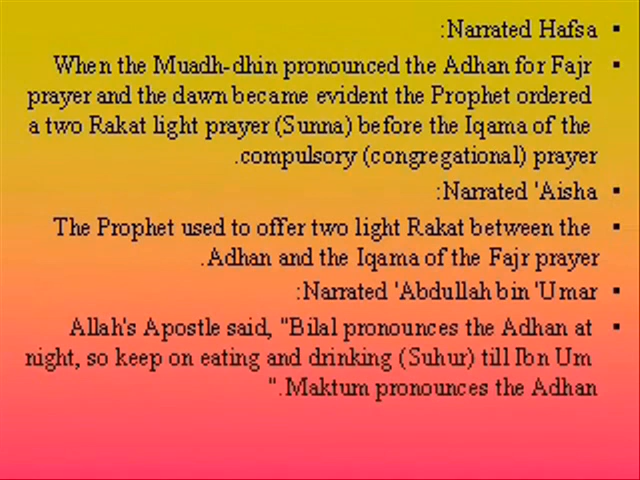 :Narrated Hafsa •
When the Muadh-dhin pronounced the Adhan for Fajr •
prayer and the dawn became evident the Prophet ordered
a two Rakat light prayer (Sunna) before the Iqama of the
.compulsory (congregational) prayer
:Narrated 'Aisha •
The Prophet used to offer two light Rakat between the •
.Adhan and the Iqama of the Fajr prayer
:Narrated 'Abdullah bin 'Umar •
Allah's Apostle said, "Bilal pronounces the Adhan at •
night, so keep on eating and drinking (Suhur) till Ibn Um
".Maktum pronounces the Adhan